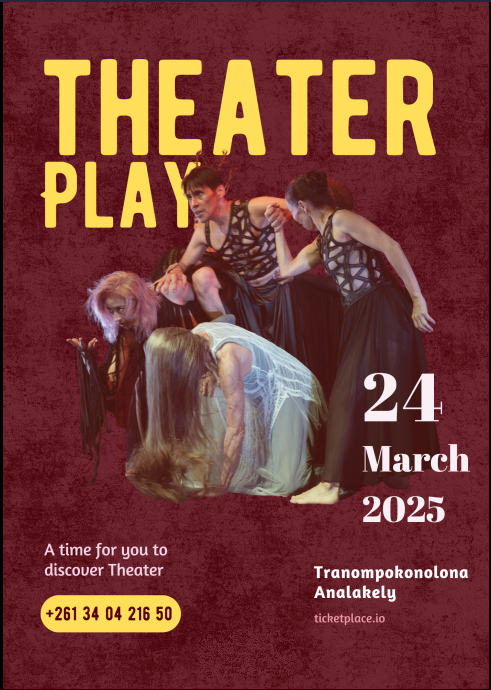 THEATER
PLAY
24
March
2025
A time for you to
discover Theater
+261 34 04 216 50
Tranompokonolona
Analakely
ticketplace.io